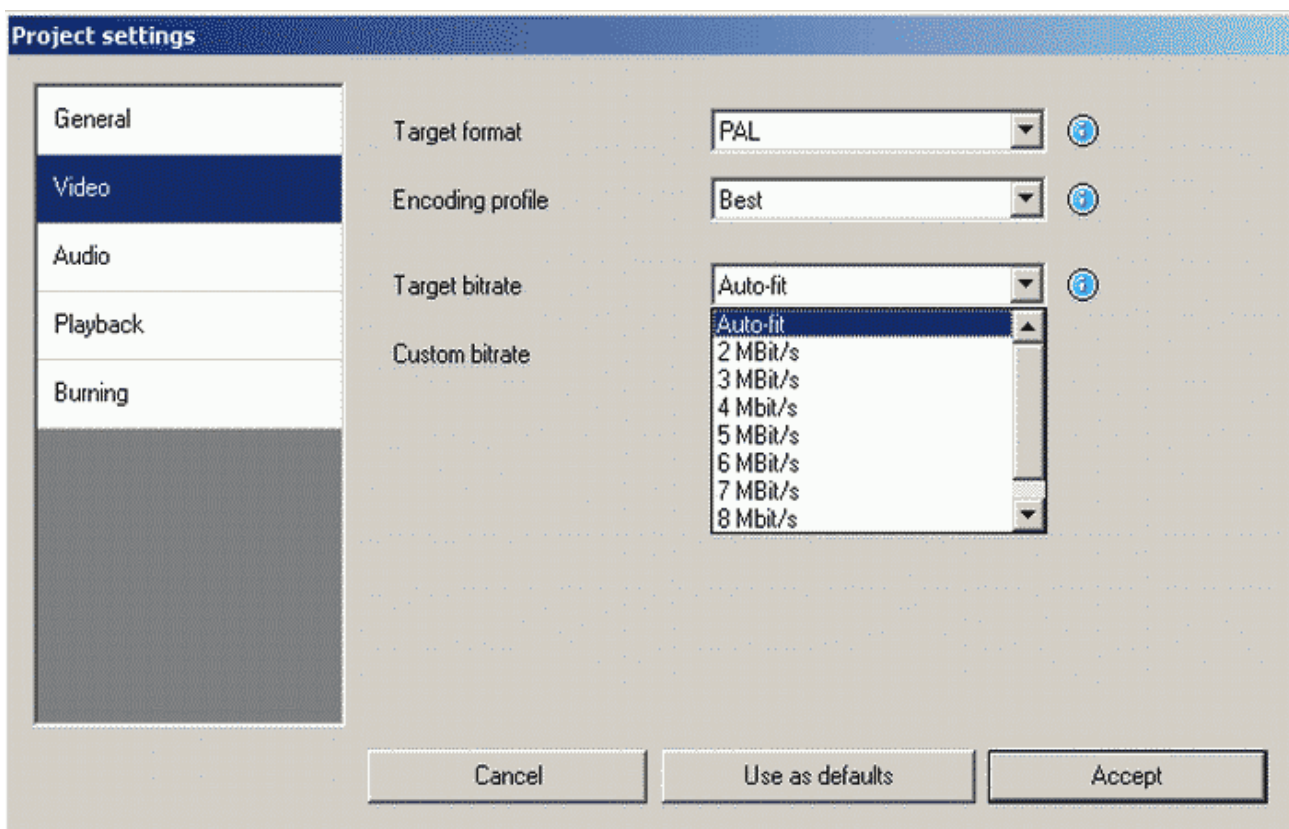 Project settings
General
Video
Audio
Playback
Burning
Target format
PAL
Encoding profile
Best
Target bitrate
Auto-fit
Auto-fit
2 MBit/s
3 MBit/s
4 Mbit/s
5 MBit/s
6 MBit/s
7 MBit/s
8 Mbit/s
Custom bitrate
Cancel
Use as defaults
Accept